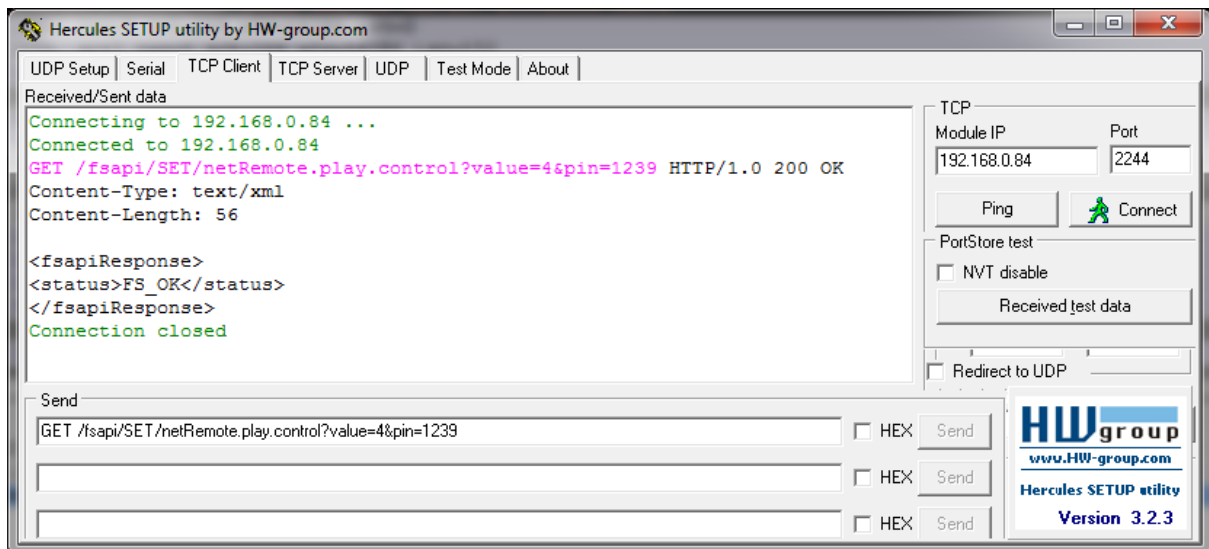 Hercules SETUP utility by HW-group.com
UDP Setup Serial TCP Client TCP Server UDP Test Mode About
Received/Sent data
Connecting to 192.168.0.84 ...
Connected to 192.168.0.84
GET /fsapi/SET/netRemote.play.control?value=4&pin=1239 HTTP/1.0 200 OK
Content-Type: text/xml
Content-Length: 56
<fsapiResponse>
<status>FS_OK</status>
</fsapiResponse>
Connection closed
TCP
Module IP Port
192.168.0.84 2244
Ping Connect
PortStore test
NVT disable
Received test data
Redirect to UDP
Send
GET /fsapi/SET/netRemote.play.control?value=4&pin=1239 HEX Send
HEX Send
HEX Send
HW group
www.HW-group.com
Hercules SETUP utility
Version 3.2.3